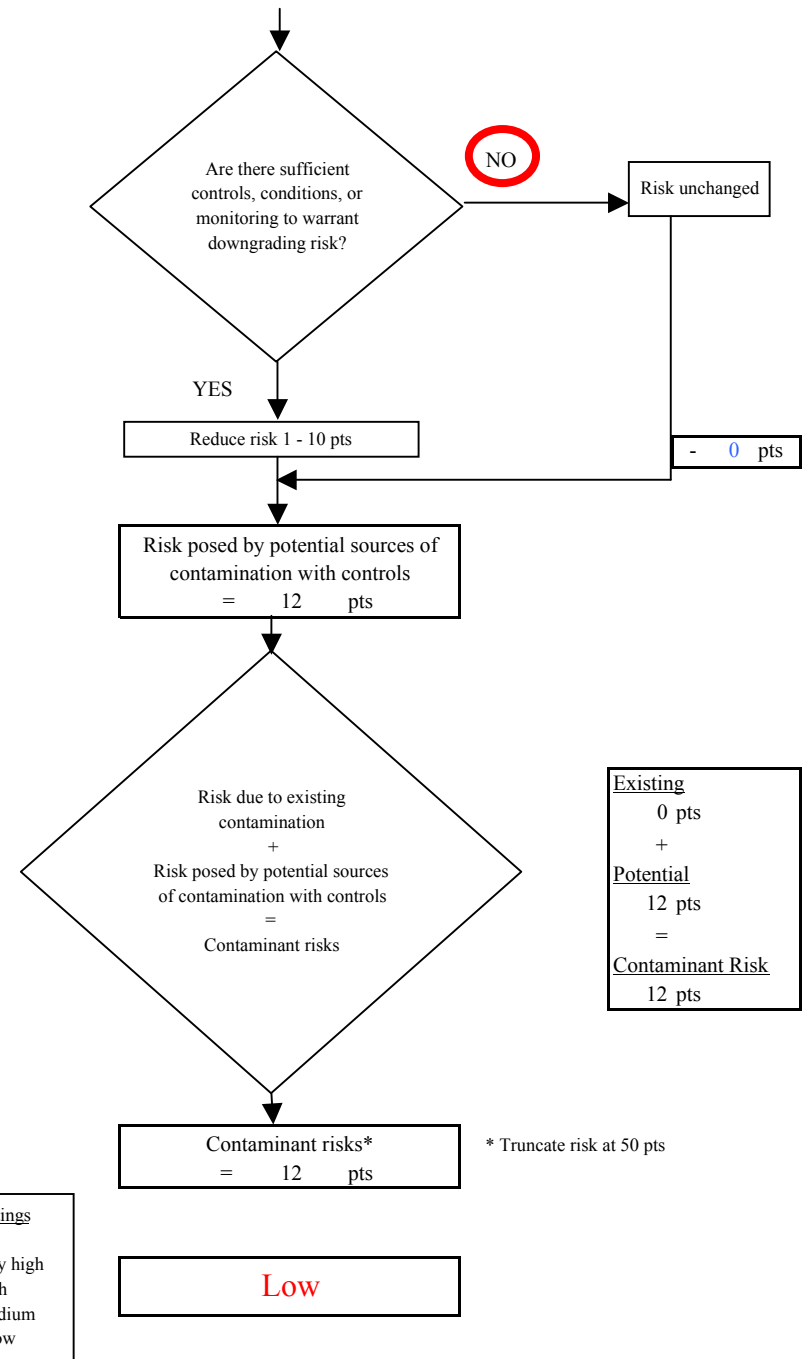 Are there sufficient
controls, conditions, or
monitoring to warrant
downgrading risk?
NO
Risk unchanged
YES
Reduce risk 1 - 10 pts
- 0 pts
Risk posed by potential sources of
contamination with controls
= 12 pts
Risk due to existing
contamination
+
Risk posed by potential sources
of contamination with controls
=
Contaminant risks
Existing
0 pts
+
Potential
12 pts
=
Contaminant Risk
12 pts
Contaminant risks*
= 12 pts
* Truncate risk at 50 pts
Low
high